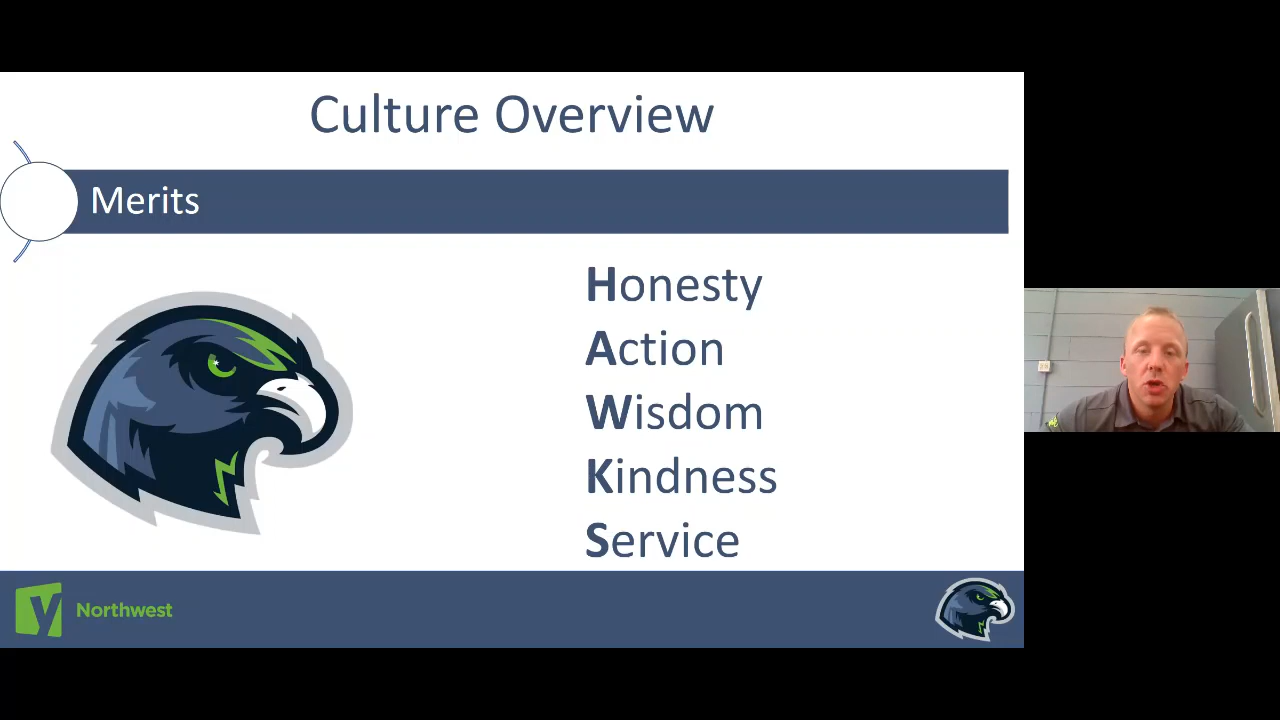 Culture Overview
Merits
Honesty
Action
Wisdom
Kindness
Service
Northwest